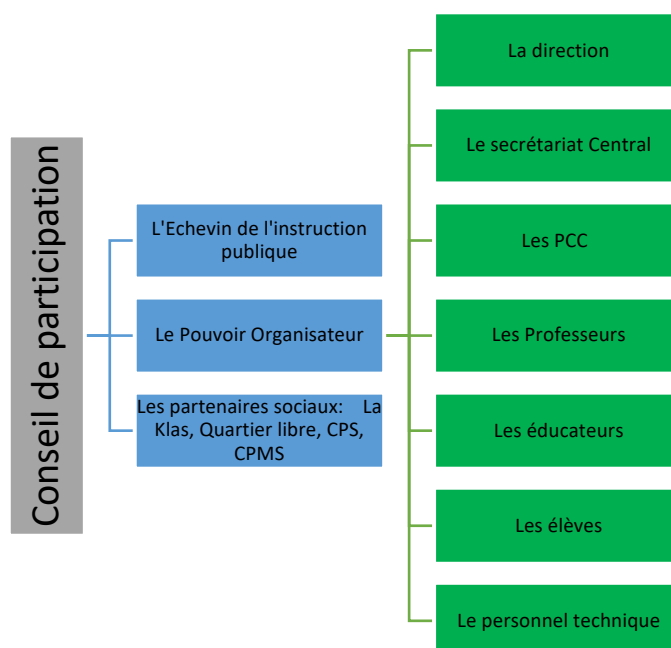 Conseil de participation
L'Echevin de l'instruction
publique
Le Pouvoir Organisateur
Les partenaires sociaux: La
Klas, Quartier libre, CPS,
CPMS
La direction
Le secrétariat Central
Les PCC
Les Professeurs
Les éducateurs
Les élèves
Le personnel technique